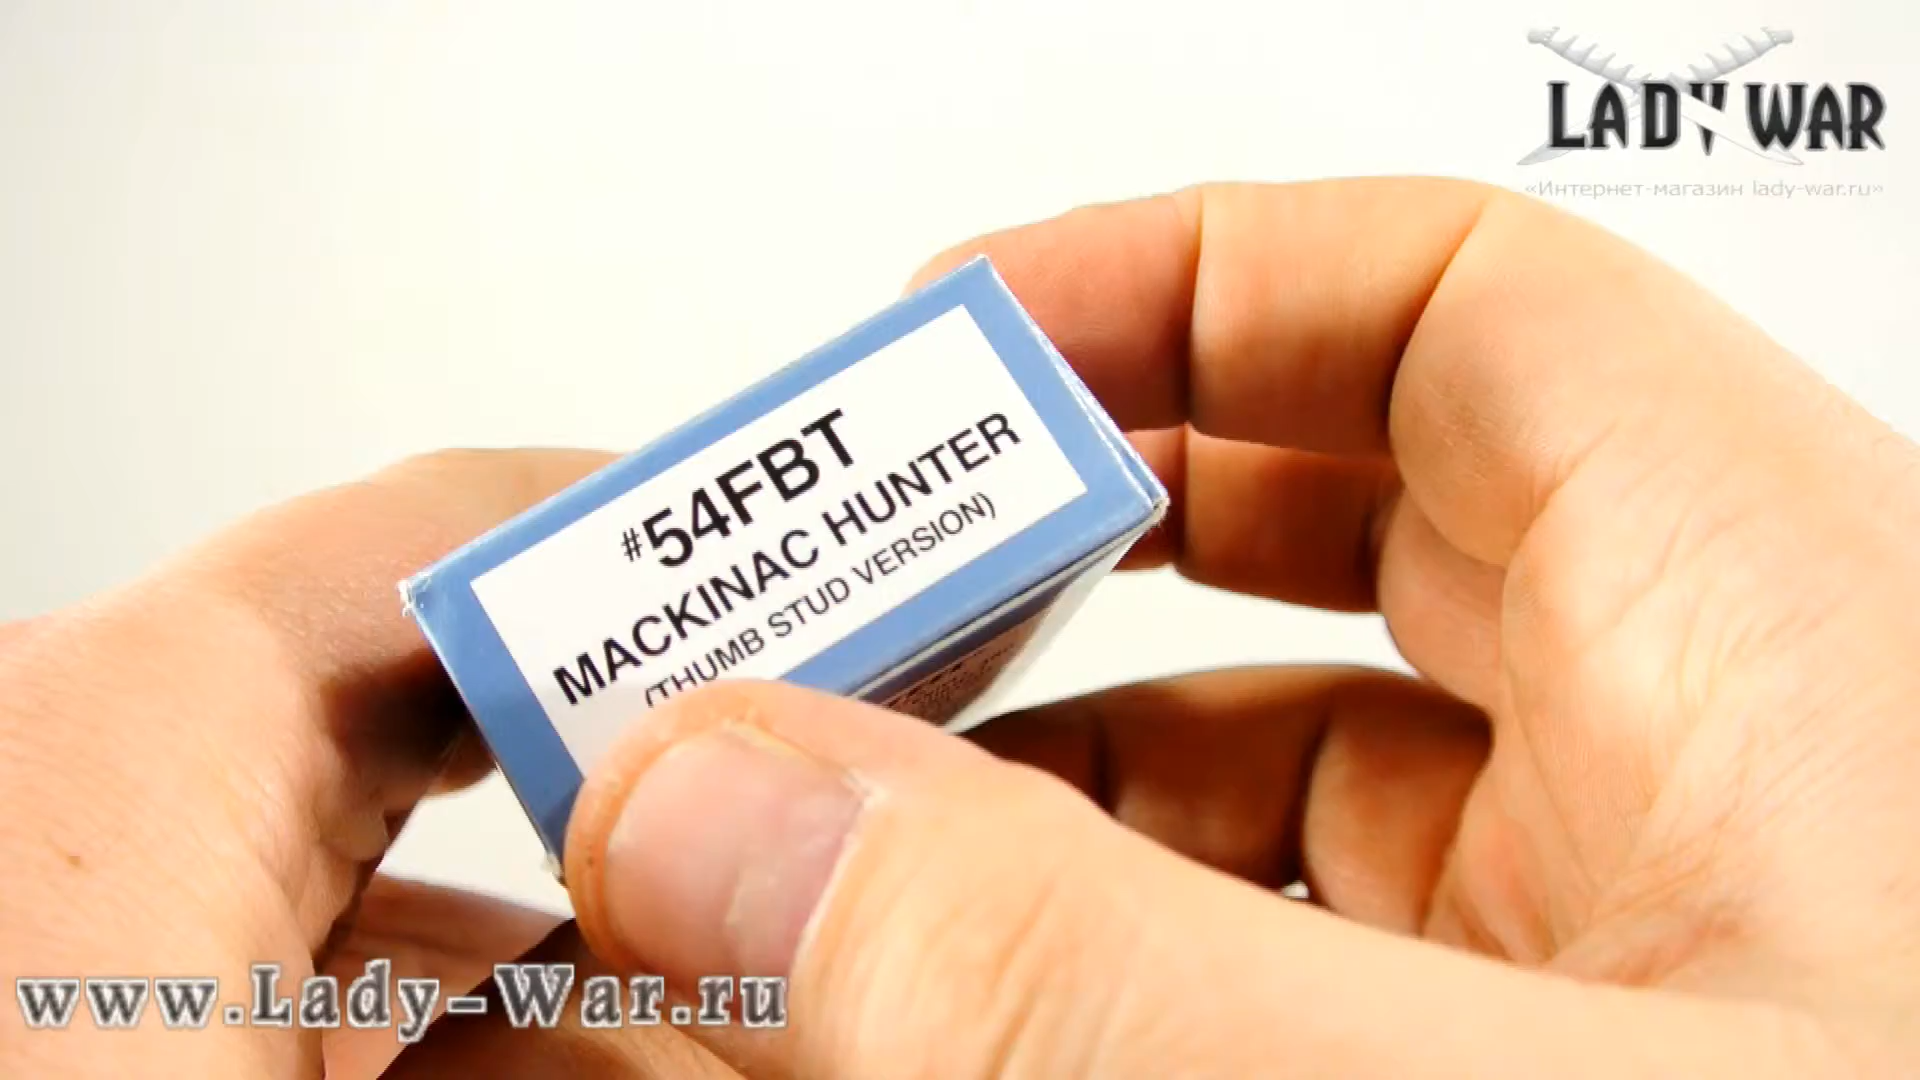 LADY WAR
«Интернет-магазин lady-war.ru»
#54FBT
MACKINAC HUNTER
(THUMB STUD VERSION)
www.Lady-War.ru